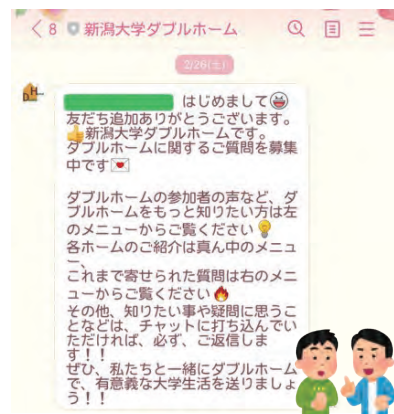 8 新潟大学ダブルホーム
2/26(土)
はじめまして😀
友だち追加ありがとうございます。
👍新潟大学ダブルホームです。
ダブルホームに関するご質問を募集
中です💌
ダブルホームの参加者の声など、ダ
ブルホームをもっと知りたい方は左
のメニューからご覧ください💡
各ホームのご紹介は真ん中のメニュ
ー、
これまで寄せられた質問は右のメニ
ューからご覧ください🔥
その他、知りたい事や疑問に思うこ
となどは、チャットに打ち込んでい
ただければ、必ず、ご返信しま
す！！
ぜひ、私たちと一緒にダブルホーム
で、有意義な大学生活を送りましょ
う！！